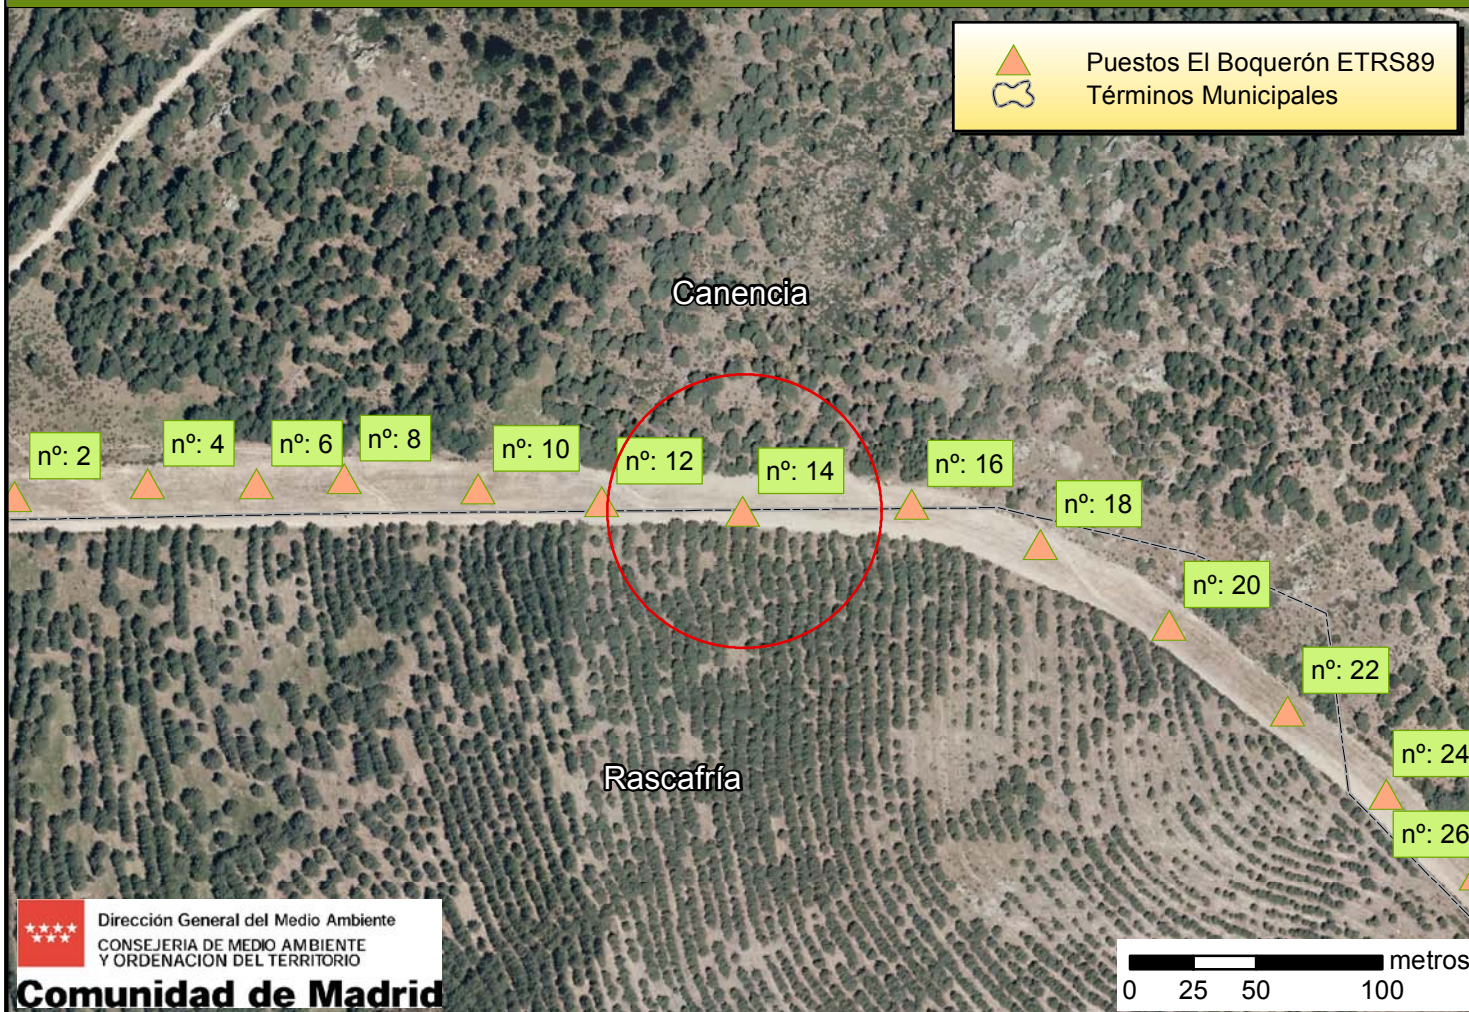 Puestos El Boquerón ETRS89
Términos Municipales
Canencia
nº: 2
nº: 4
nº: 6
nº: 8
nº: 10
nº: 12
nº: 14
nº: 16
nº: 18
nº: 20
nº: 22
nº: 24
nº: 26
Rascafría
Dirección General del Medio Ambiente
CONSEJERIA DE MEDIO AMBIENTE
Y ORDENACIÓN DEL TERRITORIO
Comunidad de Madrid
metros
0 25 50 100